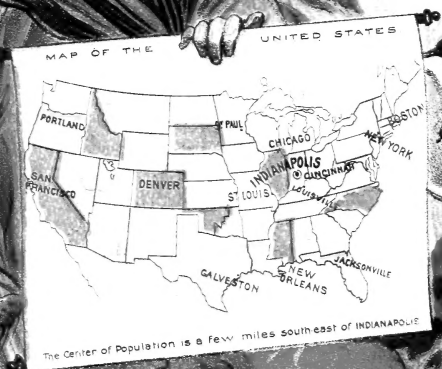 MAP OF THE UNITED STATES
PORTLAND
ST PAUL
BOSTON
CHICAGO
NEW YORK
INDIANAPOLIS
CINCINNATI
SAN FRANCISCO
DENVER
ST LOUIS
LOUISVILLE
JACKSONVILLE
GALVESTON
NEW ORLEANS
The Center of Population is a few miles south-east of INDIANAPOLIS